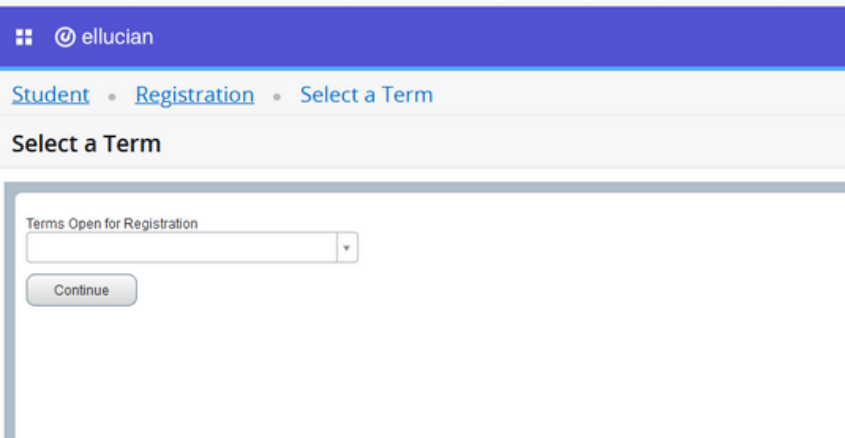 ellucian
Student • Registration • Select a Term
Select a Term
Terms Open for Registration
Continue